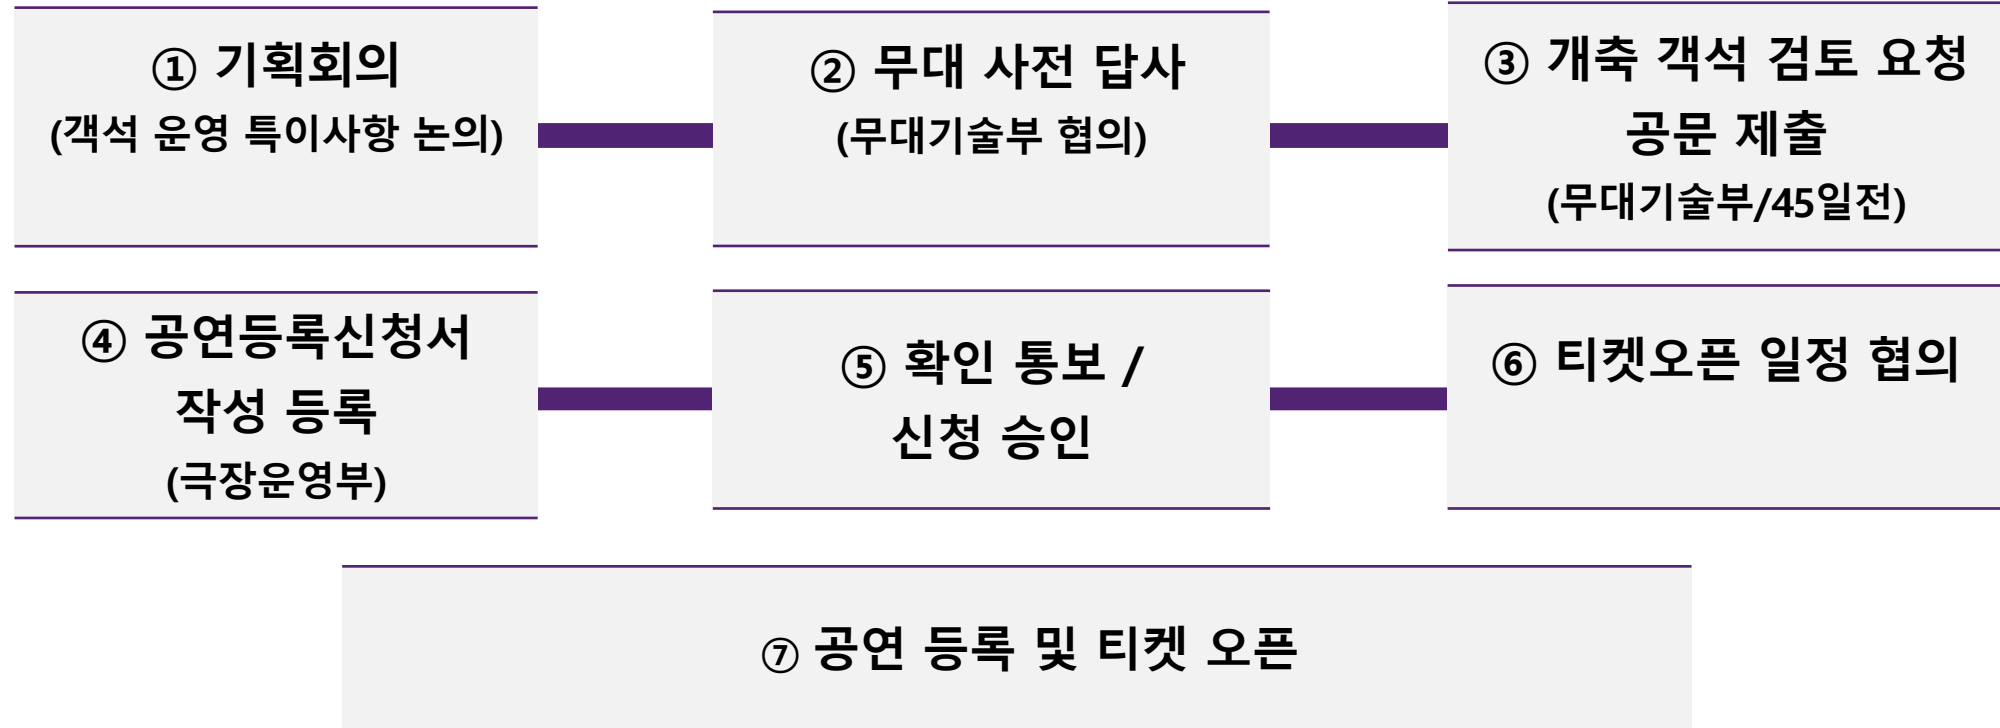 ① 기획회의
(객석 운영 특이사항 논의)
② 무대 사전 답사
(무대기술부 협의)
③ 개축 객석 검토 요청
공문 제출
(무대기술부/45일전)
④ 공연등록신청서
작성 등록
(극장운영부)
⑤ 확인 통보 /
신청 승인
⑥ 티켓오픈 일정 협의
⑦ 공연 등록 및 티켓 오픈